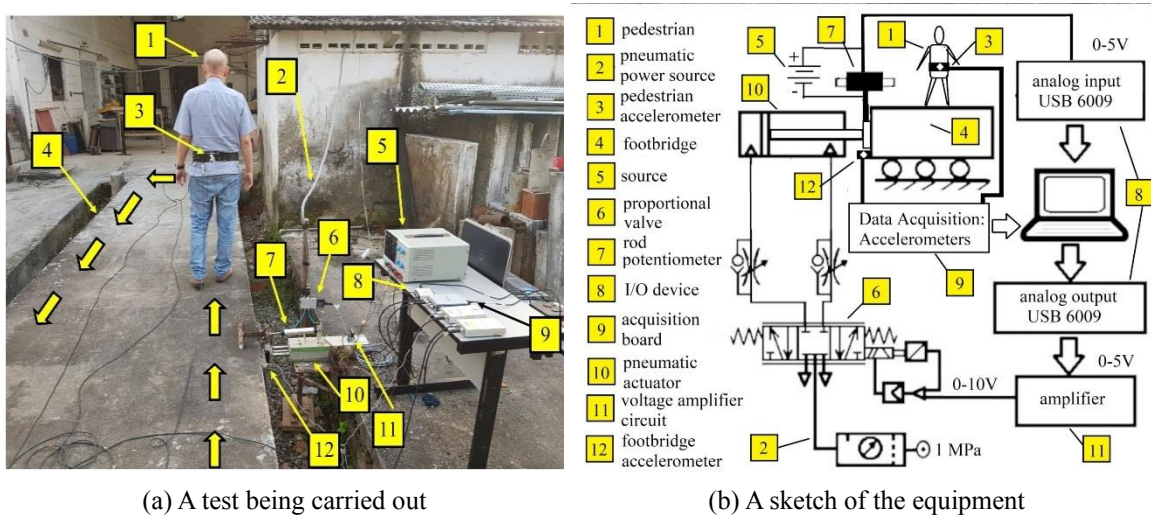 1
2
3
4
5
6
7
8
9
10
11
12
1 pedestrian
2 pneumatic
power source
3 pedestrian
accelerometer
4 footbridge
5 source
6 proportional
valve
7 rod
potentiometer
8 I/O device
9 acquisition
board
10 pneumatic
actuator
11 voltage amplifier
circuit
12 footbridge
accelerometer
5
+
-
7
1
3
0-5V
analog input
USB 6009
10
4
12
8
Data Acquisition:
Accelerometers
9
6
analog output
USB 6009
0-5V
0-10V
amplifier
2
1 MPa
11
(a) A test being carried out
(b) A sketch of the equipment